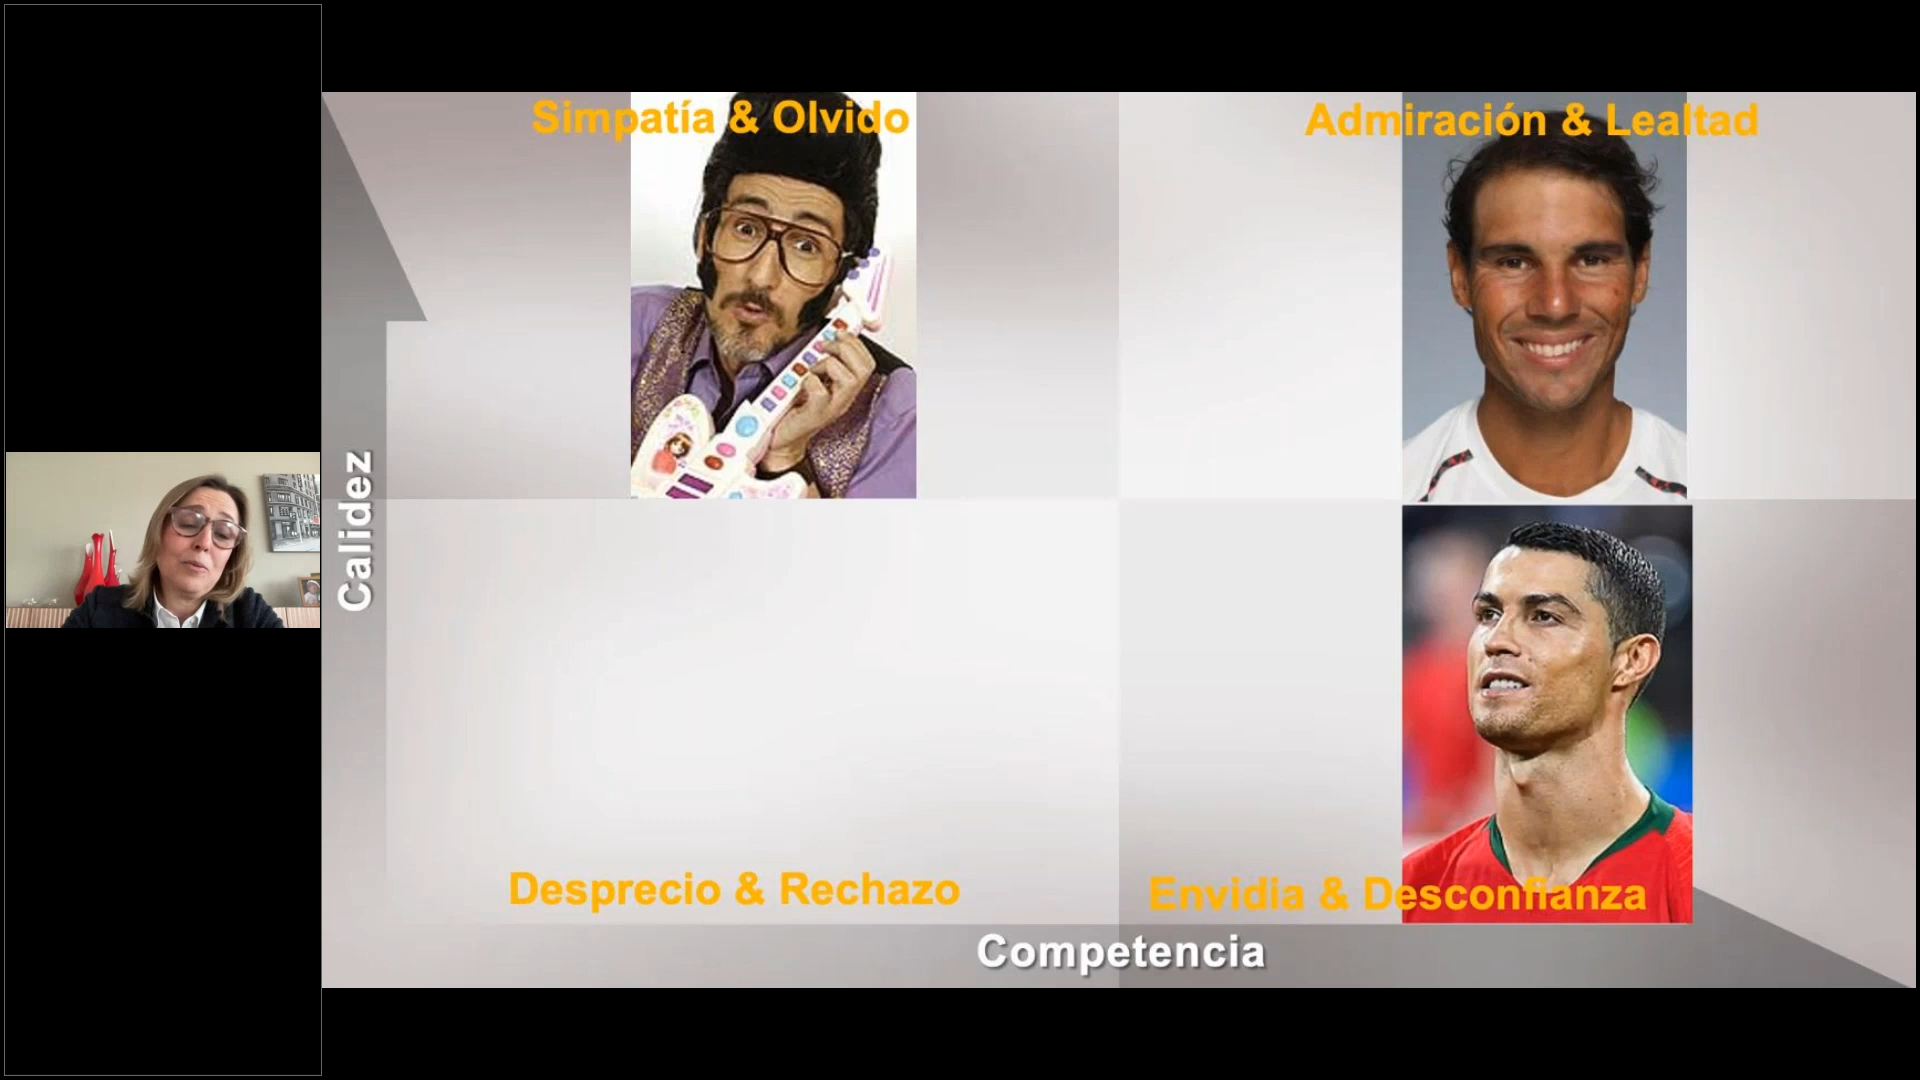 Simpatía & Olvido
Admiración & Lealtad
Calidez
Desprecio & Rechazo
Envidia & Desconfianza
Competencia